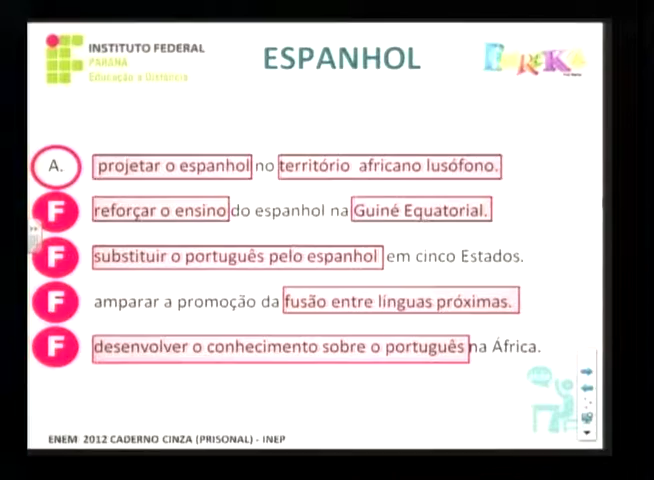 INSTITUTO FEDERAL
PARANÁ
Educação a Distância
ESPANHOL
A. projetar o espanhol no território africano lusófono.
F reforçar o ensino do espanhol na Guiné Equatorial.
F substituir o português pelo espanhol em cinco Estados.
F amparar a promoção da fusão entre línguas próximas.
F desenvolver o conhecimento sobre o português na África.
ENEM 2012 CADERNO CINZA (PRISONAL) - INEP